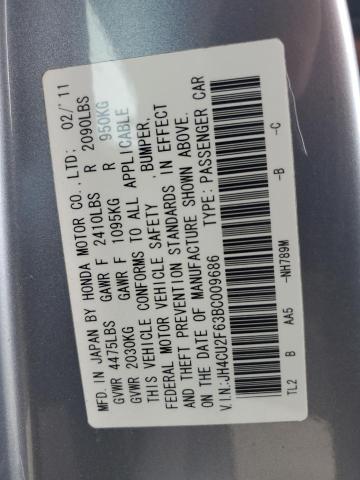 MFD. IN JAPAN BY HONDA MOTOR CO., LTD: 02/'11
GVWR 4475LBS GAWR F 2410LBS R 2090LBS
GVWR 2030KG GAWR F 1095KG R 950KG
THIS VEHICLE CONFORMS TO ALL APPLICABLE
FEDERAL MOTOR VEHICLE SAFETY BUMPER,
AND THEFT PREVENTION STANDARDS IN EFFECT
ON THE DATE OF MANUFACTURE SHOWN ABOVE.
V.I.N:JH4CU2F63BC009686 TYPE: PASSENGER CAR
TL2 B AA5 -NH789M -B -C